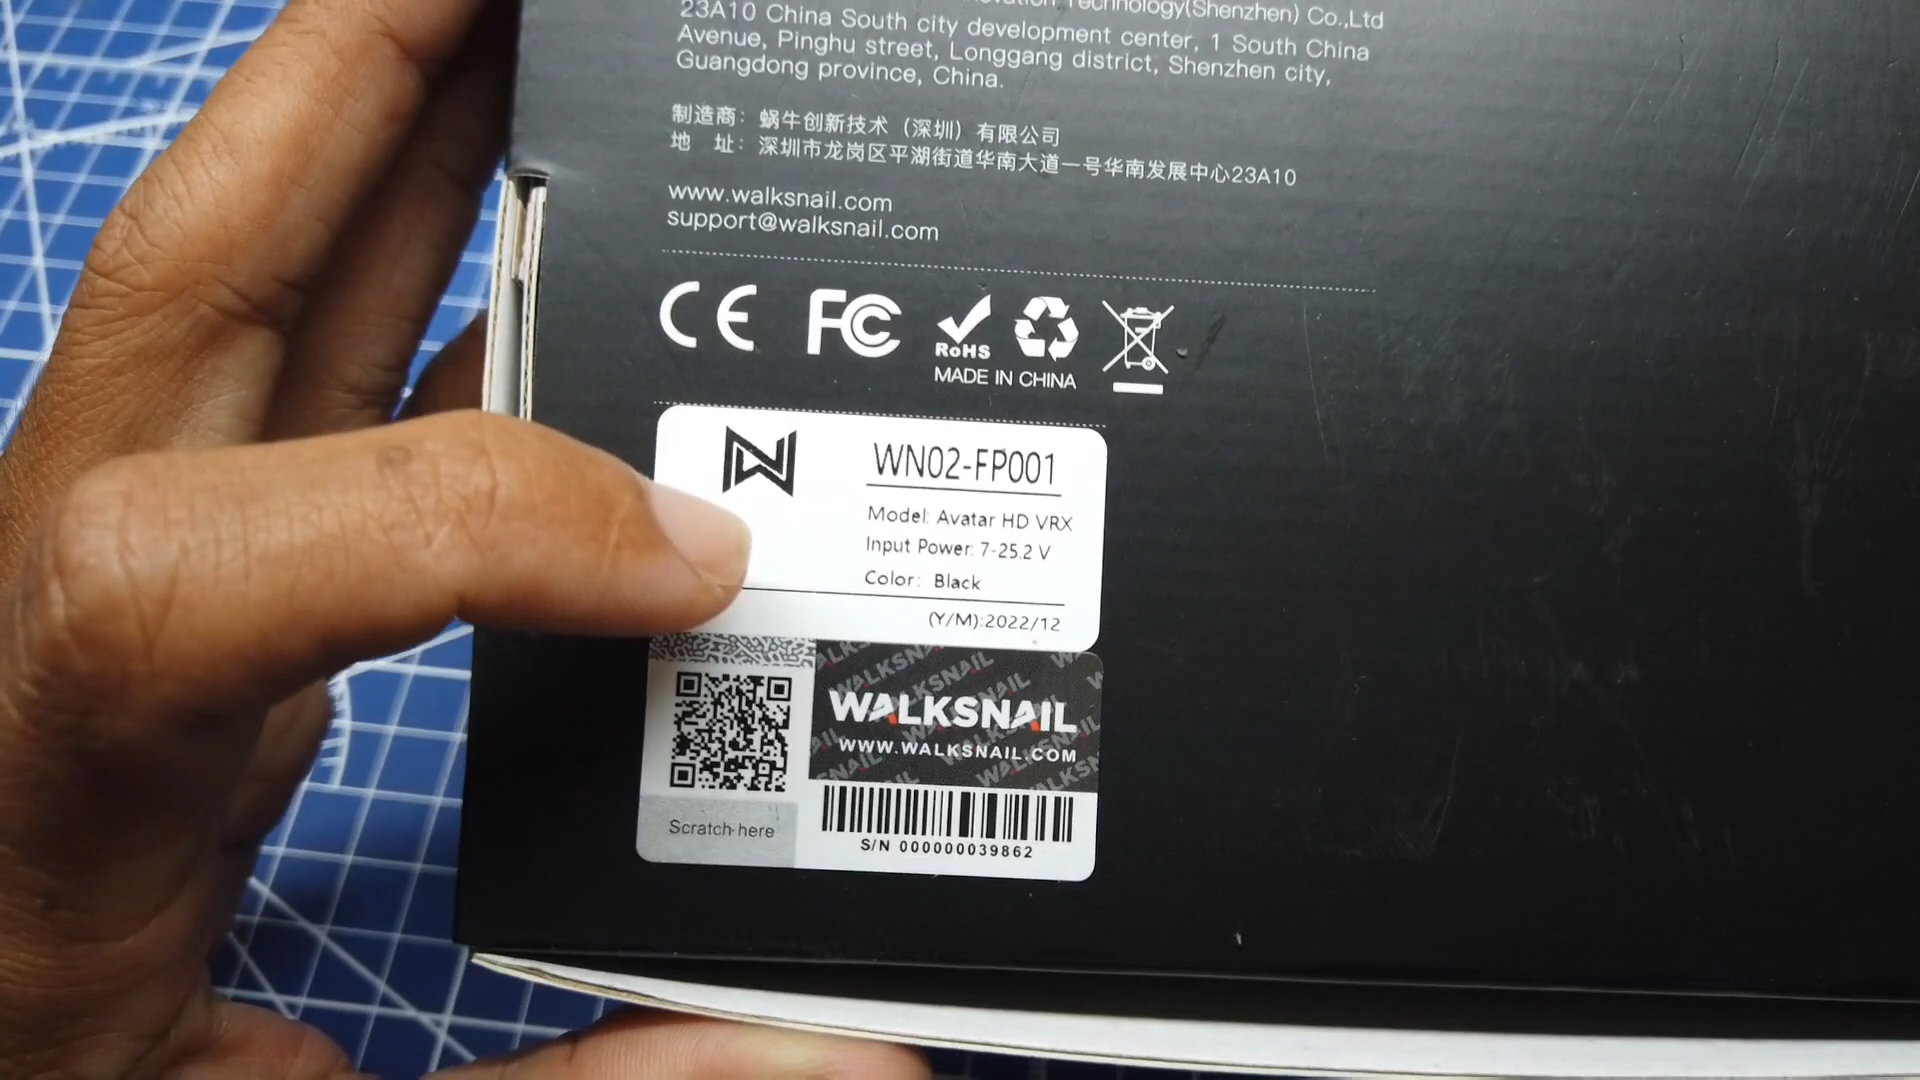 Technology(Shenzhen) Co.,Ltd
23A10 China South city development center, 1 South China
Avenue, Pinghu street, Longgang district, Shenzhen city,
Guangdong province, China.
制造商：蜗牛创新技术（深圳）有限公司
地 址：深圳市龙岗区平湖街道华南大道一号华南发展中心23A10
www.walksnail.com
support@walksnail.com
CE FC RoHS
MADE IN CHINA
WN02-FP001
Model: Avatar HD VRX
Input Power: 7-25.2 V
Color: Black
(Y/M):2022/12
WALKSNAIL
WWW.WALKSNAIL.COM
Scratch here
S/N 000000039862